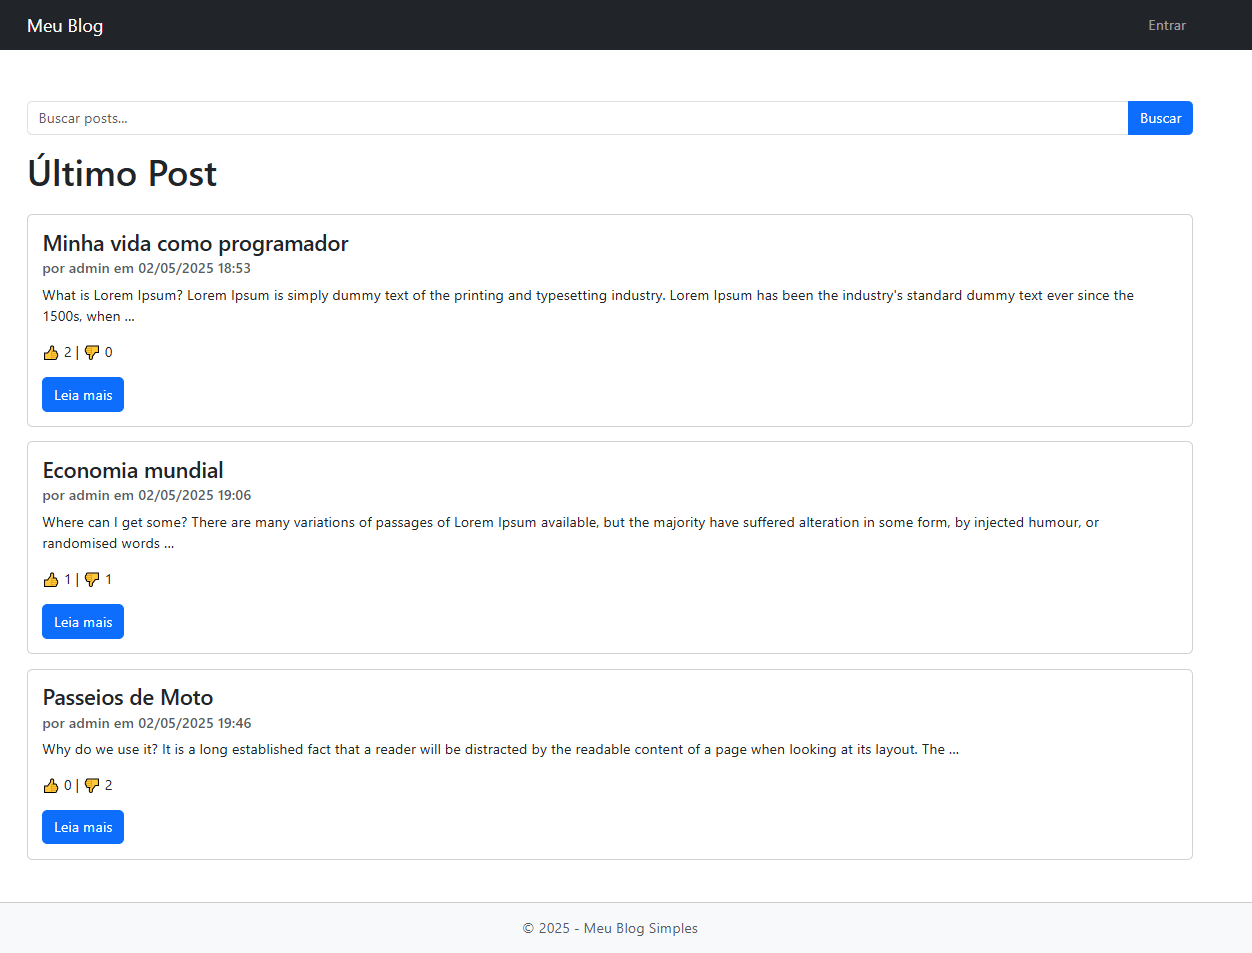 Meu Blog
Entrar
Buscar posts...
Buscar
Último Post
Minha vida como programador
por admin em 02/05/2025 18:53
What is Lorem Ipsum? Lorem Ipsum is simply dummy text of the printing and typesetting industry. Lorem Ipsum has been the industry's standard dummy text ever since the
1500s, when ...
👍 2 | 👎 0
Leia mais
Economia mundial
por admin em 02/05/2025 19:06
Where can I get some? There are many variations of passages of Lorem Ipsum available, but the majority have suffered alteration in some form, by injected humour, or
randomised words ...
👍 1 | 👎 1
Leia mais
Passeios de Moto
por admin em 02/05/2025 19:46
Why do we use it? It is a long established fact that a reader will be distracted by the readable content of a page when looking at its layout. The ...
👍 0 | 👎 2
Leia mais
© 2025 - Meu Blog Simples